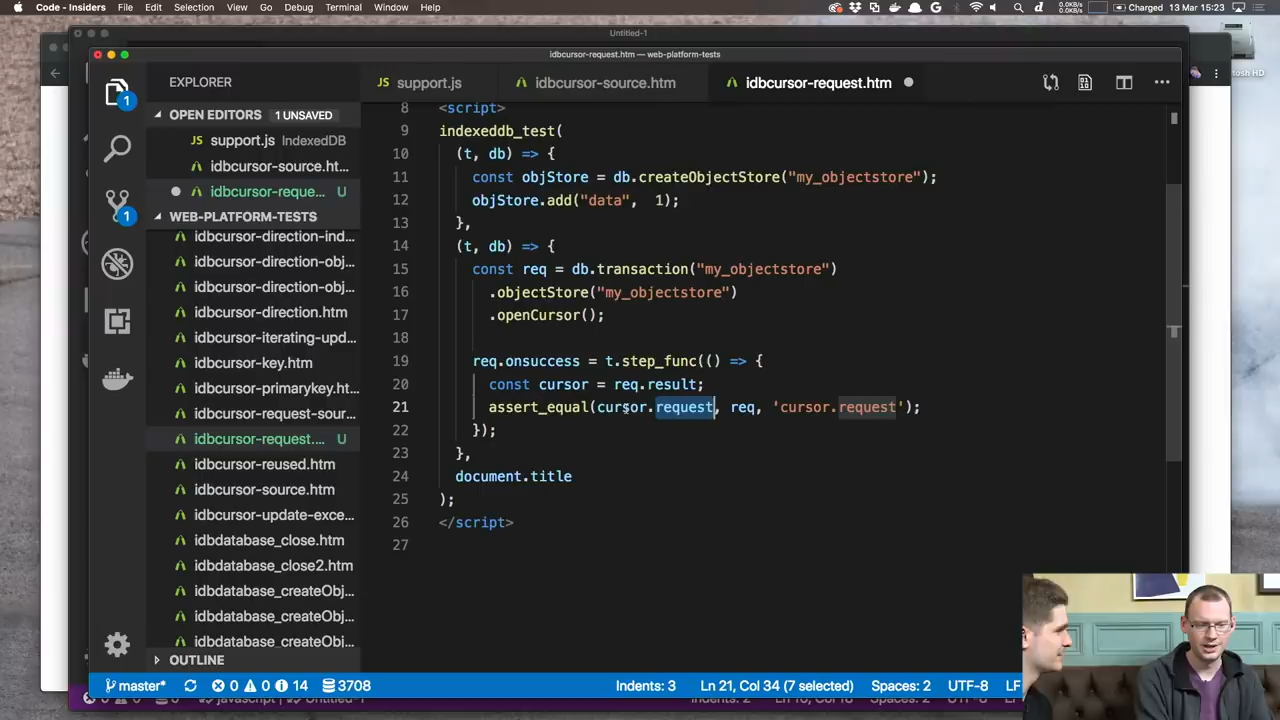 Code - Insiders File Edit Selection View Go Debug Terminal Window Help
0.0KB/s
0.0KB/s
Charged 13 Mar 15:23
Untitled-1
idbcursor-request.htm — web-platform-tests
EXPLORER
JS support.js
idbcursor-source.htm
idbcursor-request.htm
OPEN EDITORS 1 UNSAVED
JS support.js IndexedDB
idbcursor-source.ht...
idbcursor-reque... U
WEB-PLATFORM-TESTS
idbcursor-direction-ind...
idbcursor-direction-obj...
idbcursor-direction-obj...
idbcursor-direction.htm
idbcursor-iterating-upd...
idbcursor-key.htm
idbcursor-primarykey.ht...
idbcursor-request-sour...
idbcursor-request.... U
idbcursor-reused.htm
idbcursor-source.htm
idbcursor-update-exce...
idbdatabase_close.htm
idbdatabase_close2.htm
idbdatabase_createObj...
idbdatabase_createObj...
idbdatabase_createObj...
OUTLINE
8 <script>
9 indexeddb_test(
10 (t, db) => {
11 const objStore = db.createObjectStore("my_objectstore");
12 objStore.add("data", 1);
13 },
14 (t, db) => {
15 const req = db.transaction("my_objectstore")
16 .objectStore("my_objectstore")
17 .openCursor();
18
19 req.onsuccess = t.step_func(() => {
20 const cursor = req.result;
21 assert_equal(cursor.request, req, 'cursor.request');
22 });
23 },
24 document.title
25 );
26 </script>
27
1
1
master* 0 0 14 3708
Indents: 3 Ln 21, Col 34 (7 selected) Spaces: 2 UTF-8 LF
tosh HD